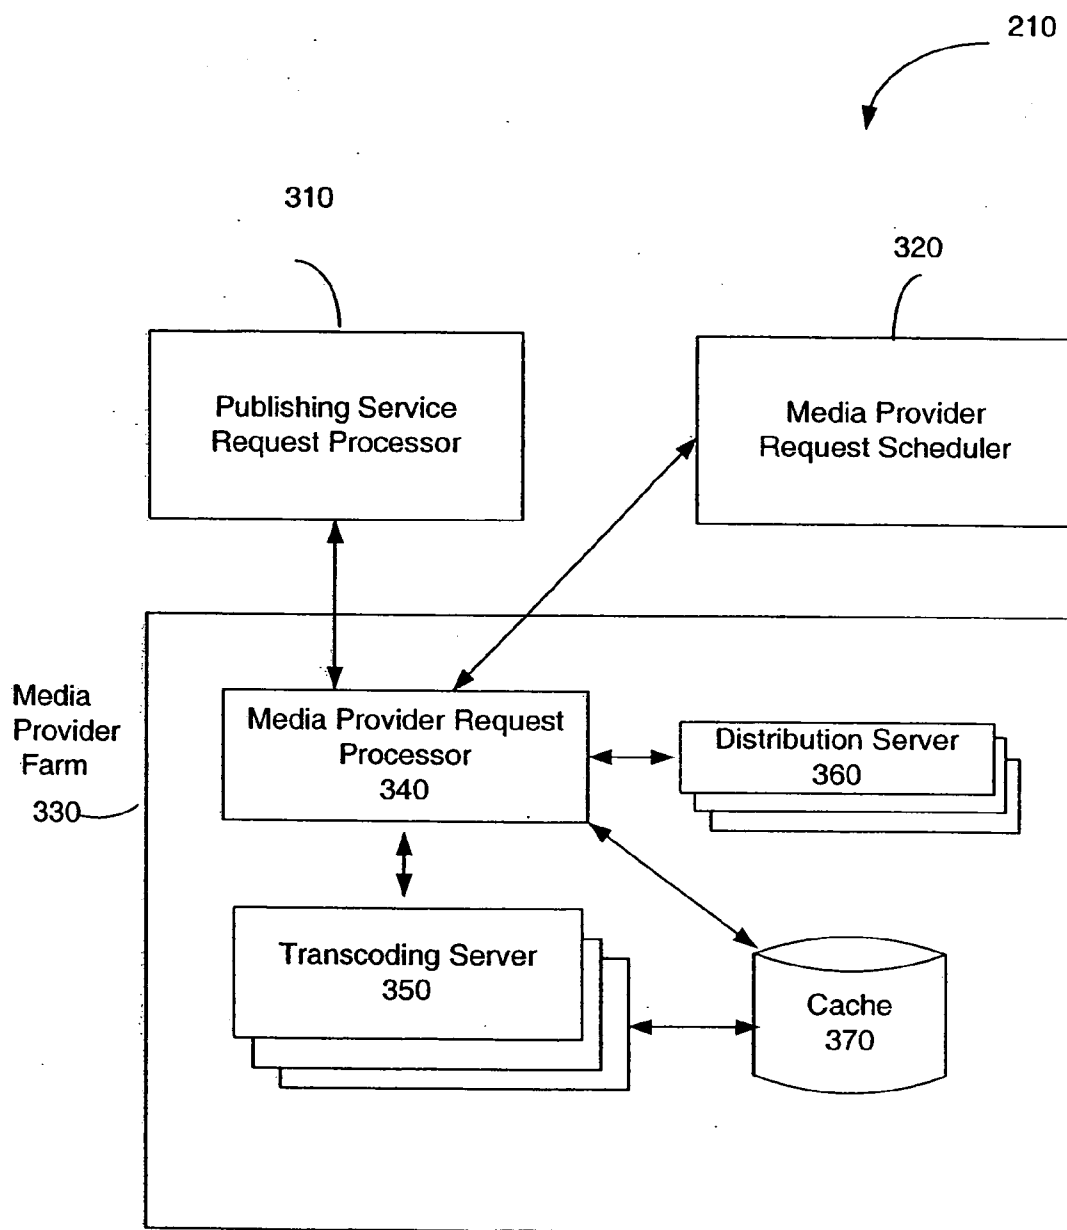 210
310
320
Publishing Service
Request Processor
Media Provider
Request Scheduler
Media
Provider
Farm
330
Media Provider Request
Processor
340
Distribution Server
360
Transcoding Server
350
Cache
370